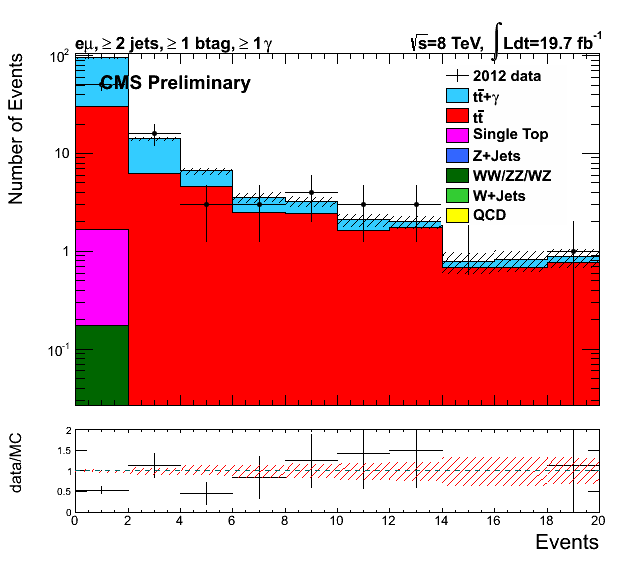 eμ, ≥ 2 jets, ≥ 1 btag, ≥ 1γ
√s=8 TeV, ∫Ldt=19.7 fb⁻¹
CMS Preliminary
Number of Events
10²
10
1
10⁻¹
2012 data
tt̄+γ
tt̄
Single Top
Z+Jets
WW/ZZ/WZ
W+Jets
QCD
data/MC
2
1.5
1
0.5
0
0 2 4 6 8 10 12 14 16 18 20
Events